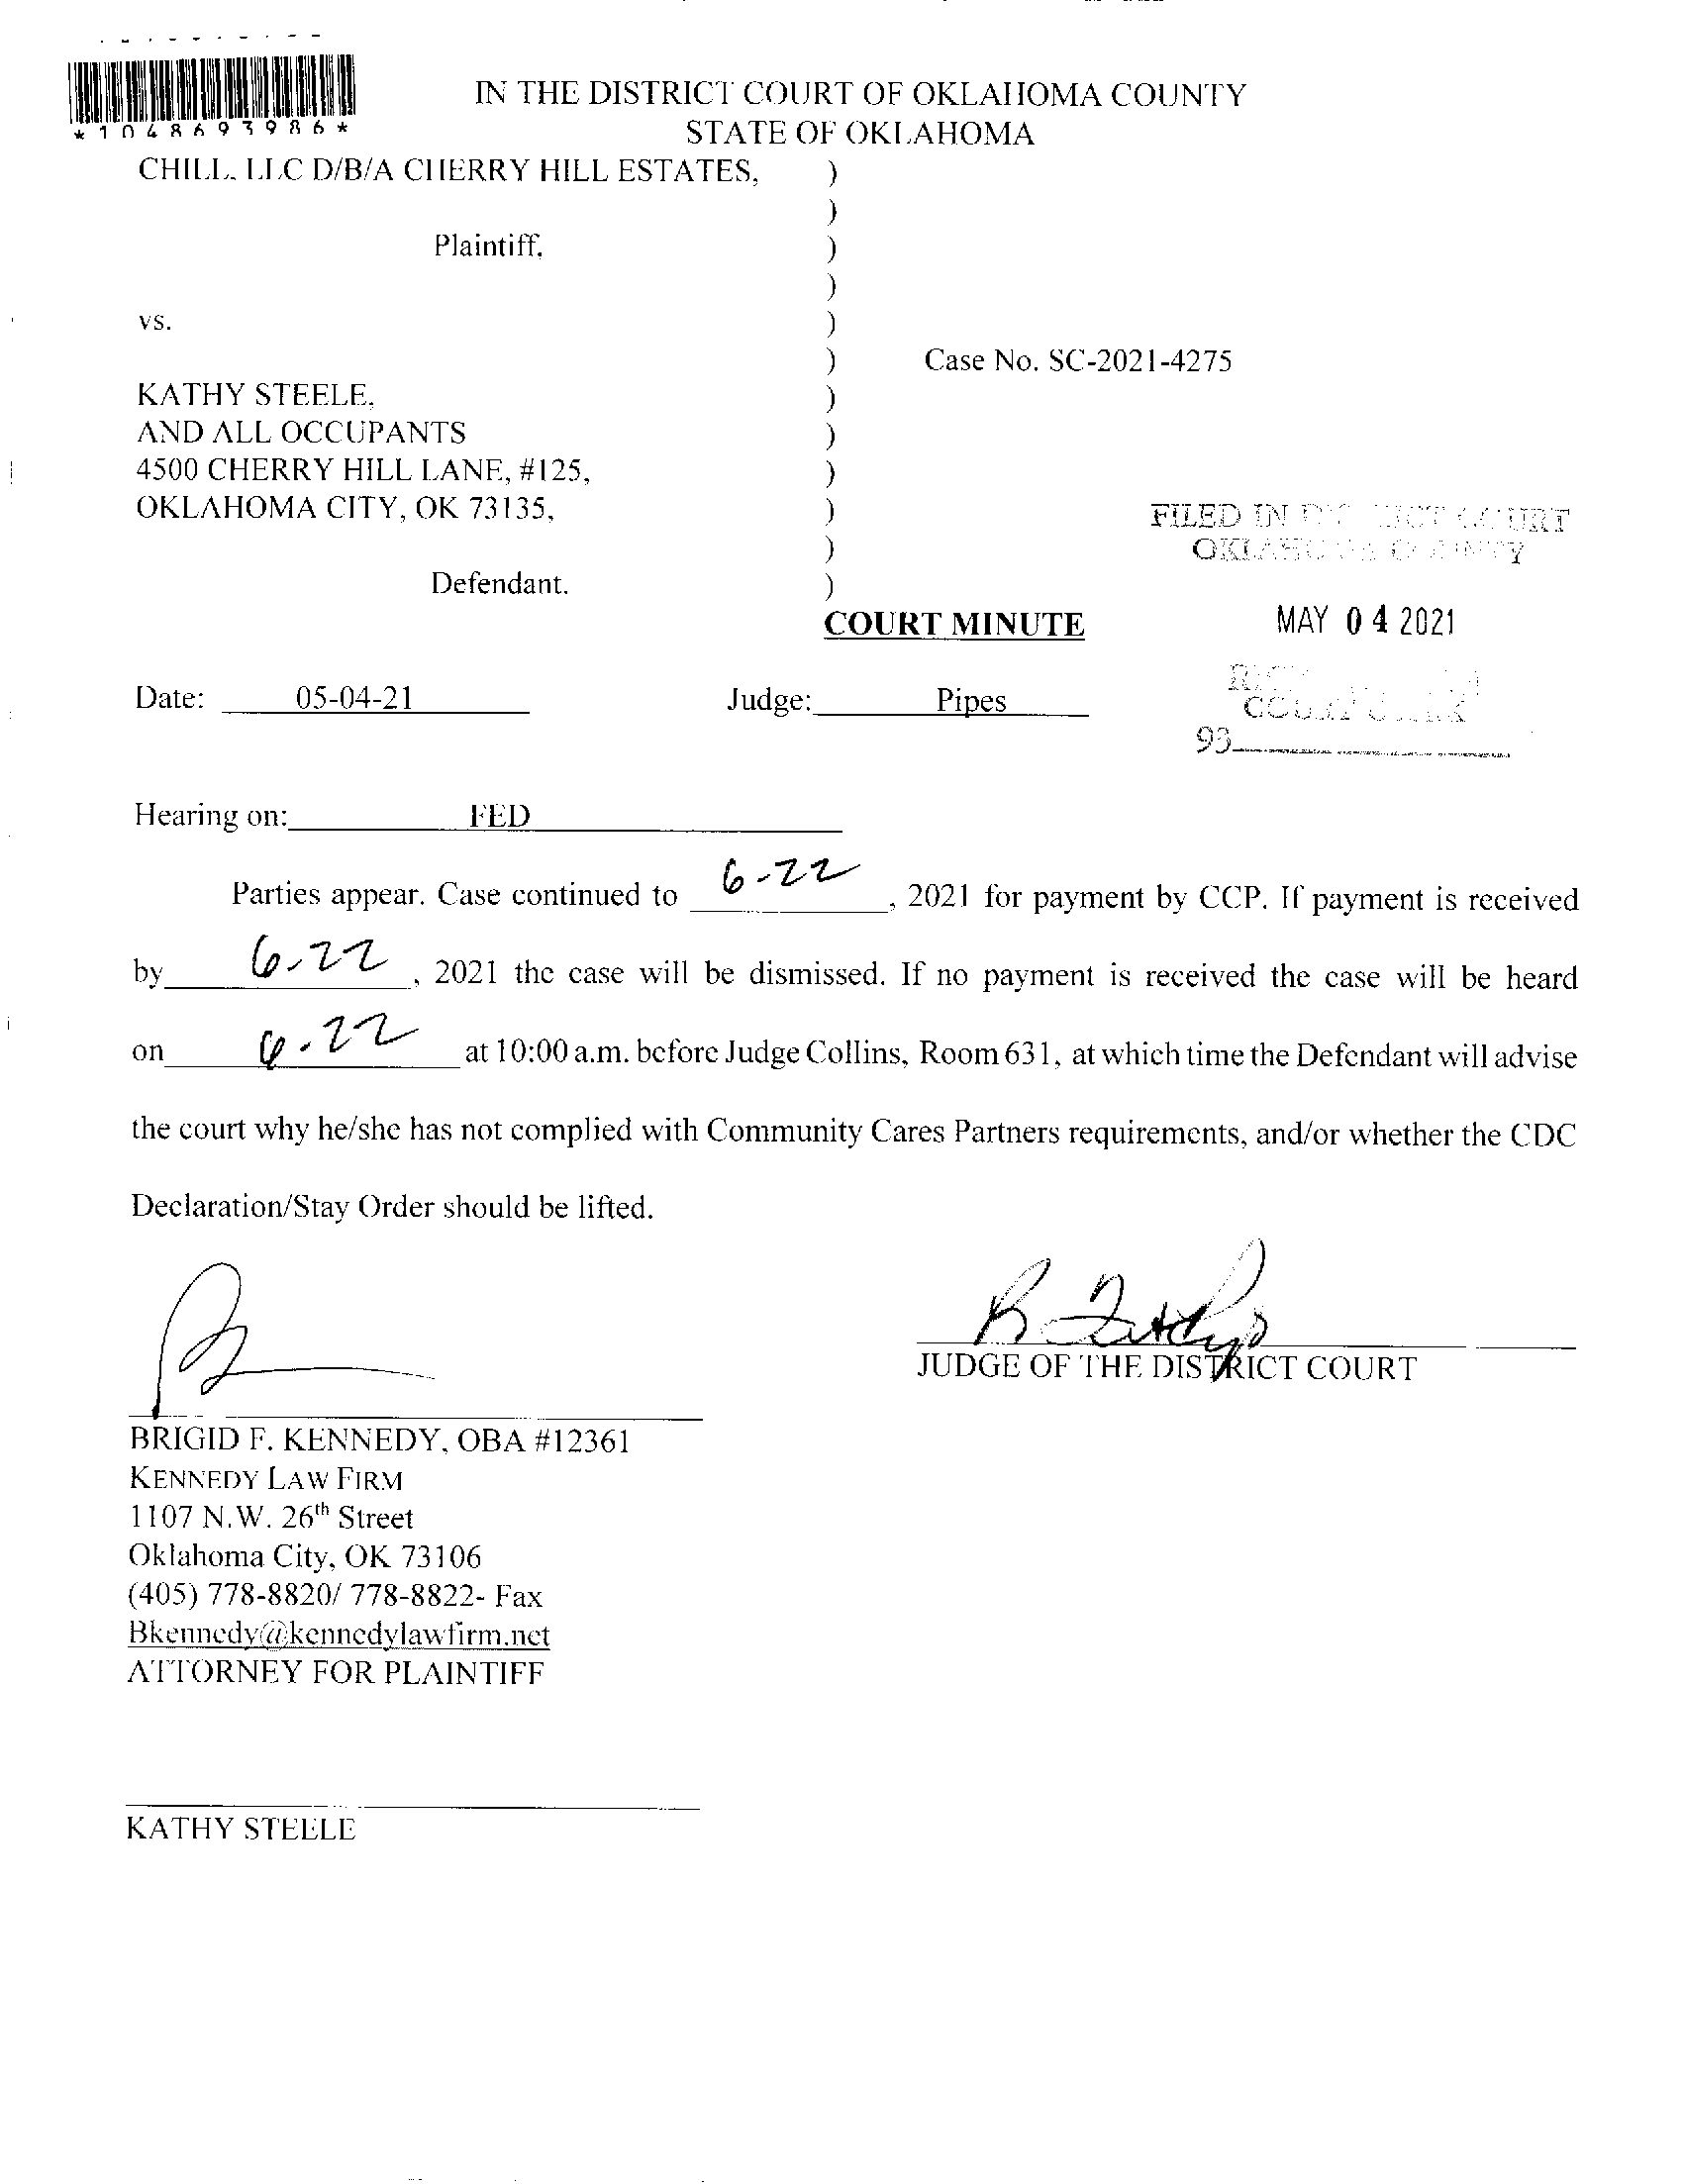 *1048693986*
IN THE DISTRICT COURT OF OKLAHOMA COUNTY
STATE OF OKLAHOMA
CHILL, LLC D/B/A CHERRY HILL ESTATES, )
)
Plaintiff, )
)
vs. )
) Case No. SC-2021-4275
KATHY STEELE, )
AND ALL OCCUPANTS )
4500 CHERRY HILL LANE, #125, )
OKLAHOMA CITY, OK 73135, )
FILED IN DISTRICT COURT
) OKLAHOMA COUNTY
Defendant. )
COURT MINUTE
MAY 04 2021
Date: 05-04-21 Judge: Pipes
COURT CLERK
93
Hearing on: FED
Parties appear. Case continued to 6-22, 2021 for payment by CCP. If payment is received
by 6-22, 2021 the case will be dismissed. If no payment is received the case will be heard
on 6-22 at 10:00 a.m. before Judge Collins, Room 631, at which time the Defendant will advise
the court why he/she has not complied with Community Cares Partners requirements, and/or whether the CDC
Declaration/Stay Order should be lifted.
JUDGE OF THE DISTRICT COURT
BRIGID F. KENNEDY, OBA #12361
KENNEDY LAW FIRM
1107 N.W. 26th Street
Oklahoma City, OK 73106
(405) 778-8820/ 778-8822- Fax
Bkennedy@kennedylawfirm.net
ATTORNEY FOR PLAINTIFF
KATHY STEELE